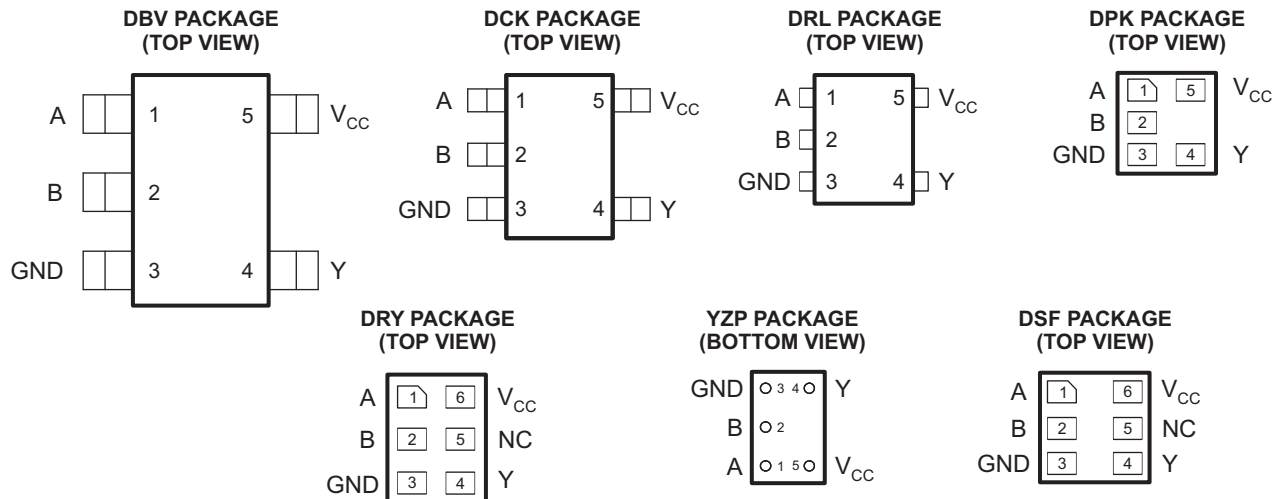 DBV PACKAGE
(TOP VIEW)
A 1 5 VCC
B 2
GND 3 4 Y
DCK PACKAGE
(TOP VIEW)
A 1 5 VCC
B 2
GND 3 4 Y
DRL PACKAGE
(TOP VIEW)
A 1 5 VCC
B 2
GND 3 4 Y
DPK PACKAGE
(TOP VIEW)
A 1 5 VCC
B 2
GND 3 4 Y
DRY PACKAGE
(TOP VIEW)
A 1 6 VCC
B 2 5 NC
GND 3 4 Y
YZP PACKAGE
(BOTTOM VIEW)
GND 3 4 Y
B 2
A 1 5 VCC
DSF PACKAGE
(TOP VIEW)
A 1 6 VCC
B 2 5 NC
GND 3 4 Y